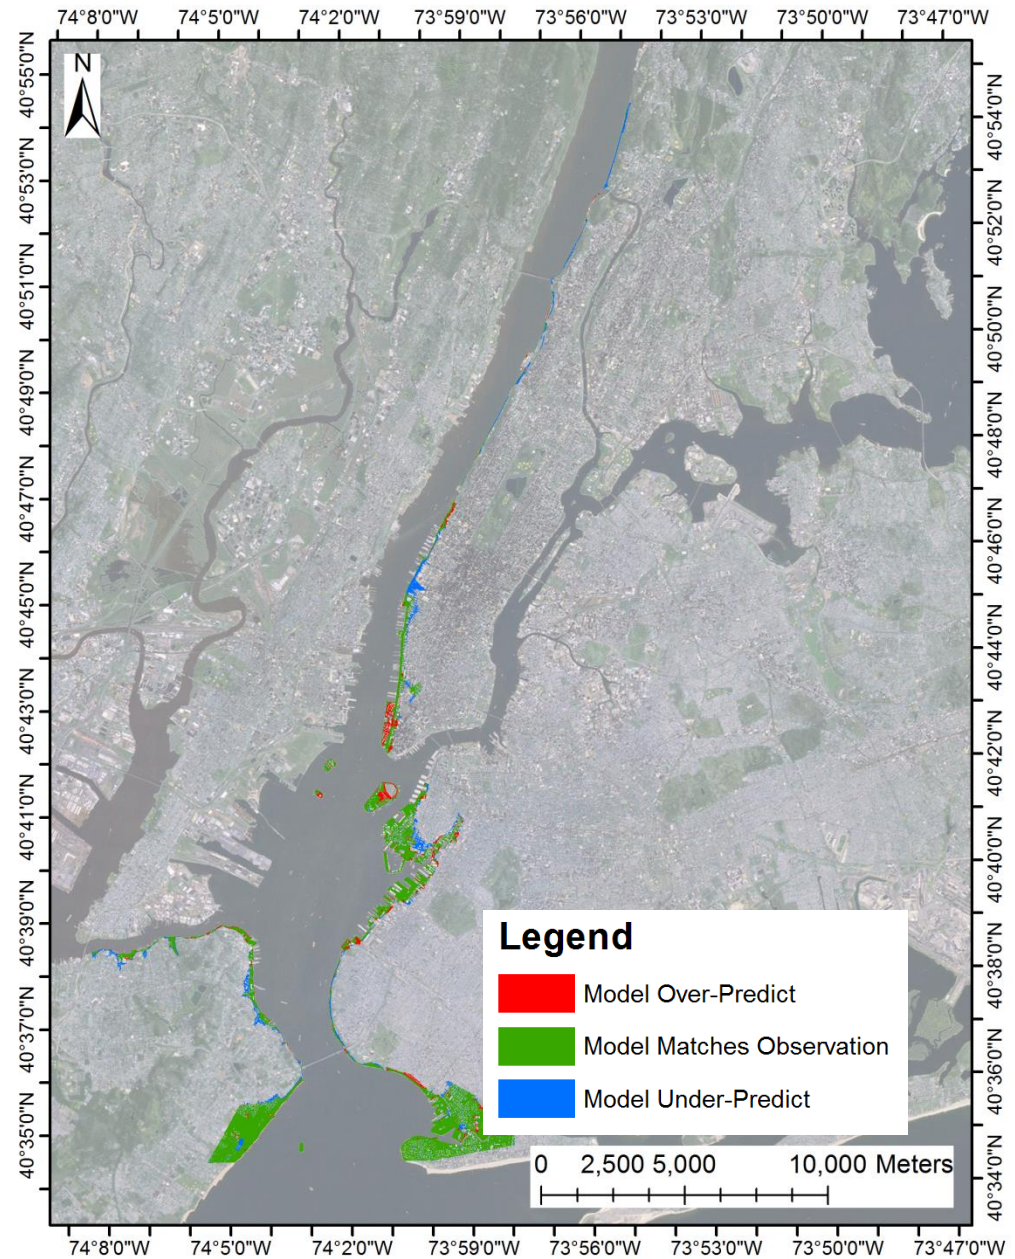 74°8'0"W 74°5'0"W 74°2'0"W 73°59'0"W 73°56'0"W 73°53'0"W 73°50'0"W 73°47'0"W
N
40°55'0"N
40°53'0"N
40°51'0"N
40°49'0"N
40°47'0"N
40°45'0"N
40°43'0"N
40°41'0"N
40°39'0"N
40°37'0"N
40°35'0"N
40°54'0"N
40°52'0"N
40°50'0"N
40°48'0"N
40°46'0"N
40°44'0"N
40°42'0"N
40°40'0"N
40°38'0"N
40°36'0"N
40°34'0"N
Legend
Model Over-Predict
Model Matches Observation
Model Under-Predict
0 2,500 5,000 10,000 Meters
74°8'0"W 74°5'0"W 74°2'0"W 73°59'0"W 73°56'0"W 73°53'0"W 73°50'0"W 73°47'0"W